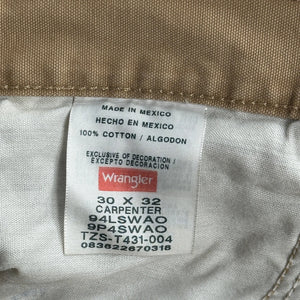 MADE IN MEXICO
HECHO EN MEXICO
100% COTTON / ALGODON
EXCLUSIVE OF DECORATION /
EXCEPTO DECORACION
Wrangler
30 X 32
CARPENTER
94LSWAO
9P4SWAO
TZS-T431-004
083622670318